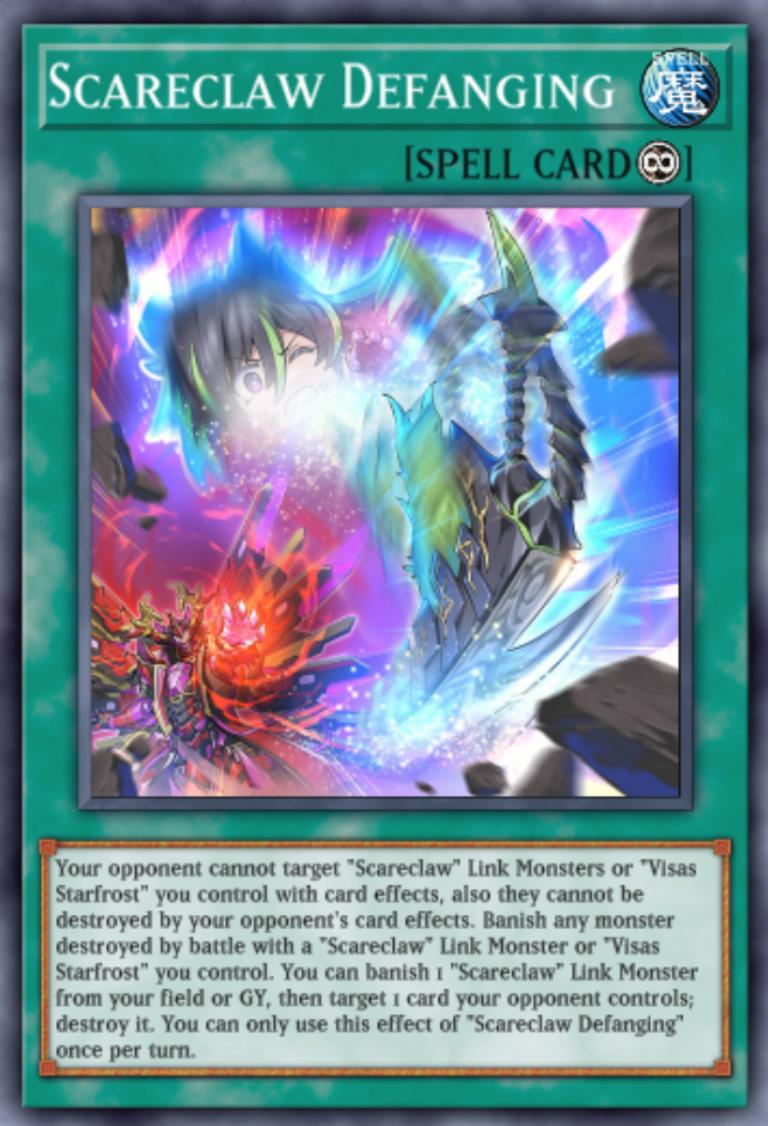 SCARECLAW DEFANGING
SPELL
魔
[SPELL CARD]
Your opponent cannot target "Scareclaw" Link Monsters or "Visas
Starfrost" you control with card effects, also they cannot be
destroyed by your opponent's card effects. Banish any monster
destroyed by battle with a "Scareclaw" Link Monster or "Visas
Starfrost" you control. You can banish 1 "Scareclaw" Link Monster
from your field or GY, then target 1 card your opponent controls;
destroy it. You can only use this effect of "Scareclaw Defanging"
once per turn.